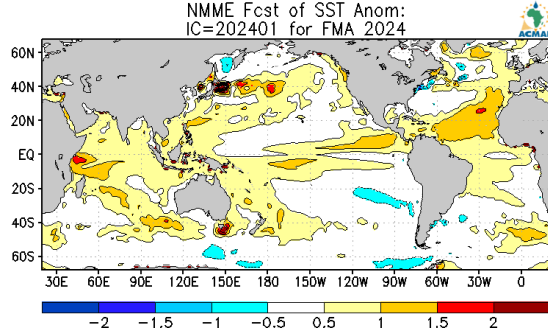 NMME Fcst of SST Anom:
IC=202401 for FMA 2024
ACMAD
60N
40N
20N
EQ
20S
40S
60S
30E 60E 90E 120E 150E 180 150W 120W 90W 60W 30W 0
-2 -1.5 -1 -0.5 0.5 1 1.5 2